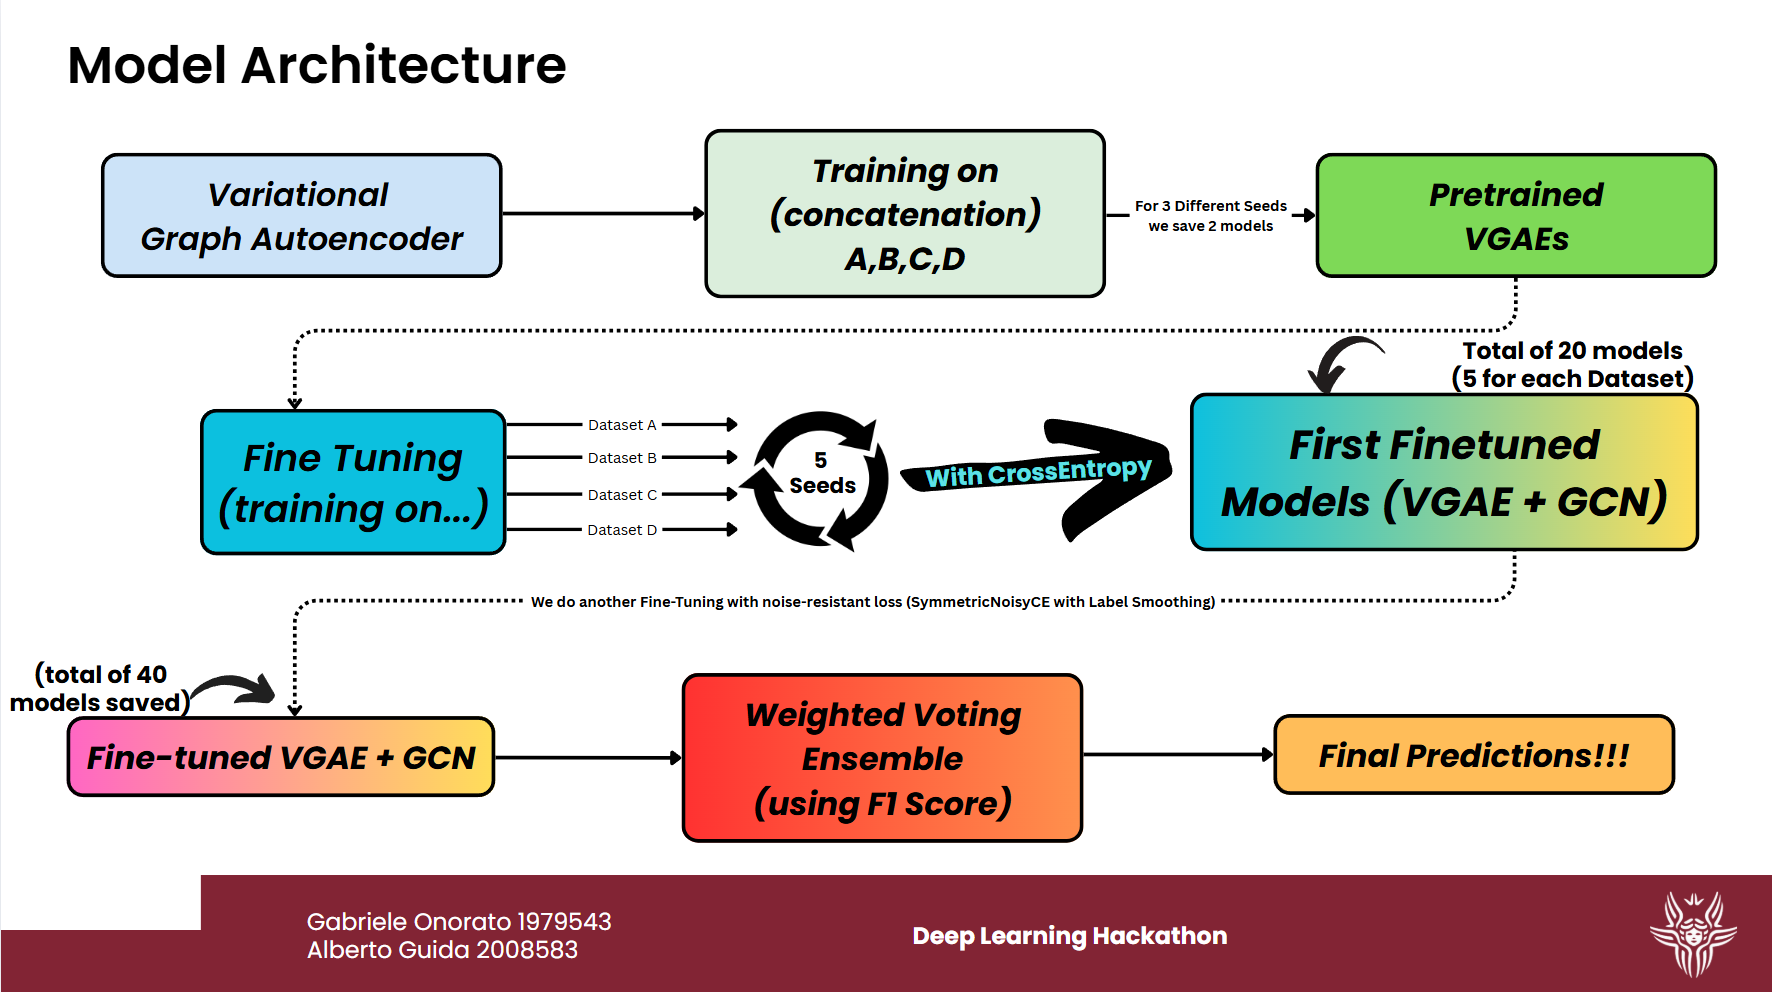 Model Architecture
Variational
Graph Autoencoder
Training on
(concatenation)
A,B,C,D
For 3 Different Seeds
we save 2 models
Pretrained
VGAEs
Total of 20 models
(5 for each Dataset)
Fine Tuning
(training on...)
Dataset A
Dataset B
Dataset C
Dataset D
5
Seeds
With CrossEntropy
First Finetuned
Models (VGAE + GCN)
We do another Fine-Tuning with noise-resistant loss (SymmetricNoisyCE with Label Smoothing)
(total of 40
models saved)
Fine-tuned VGAE + GCN
Weighted Voting
Ensemble
(using F1 Score)
Final Predictions!!!
Gabriele Onorato 1979543
Alberto Guida 2008583
Deep Learning Hackathon